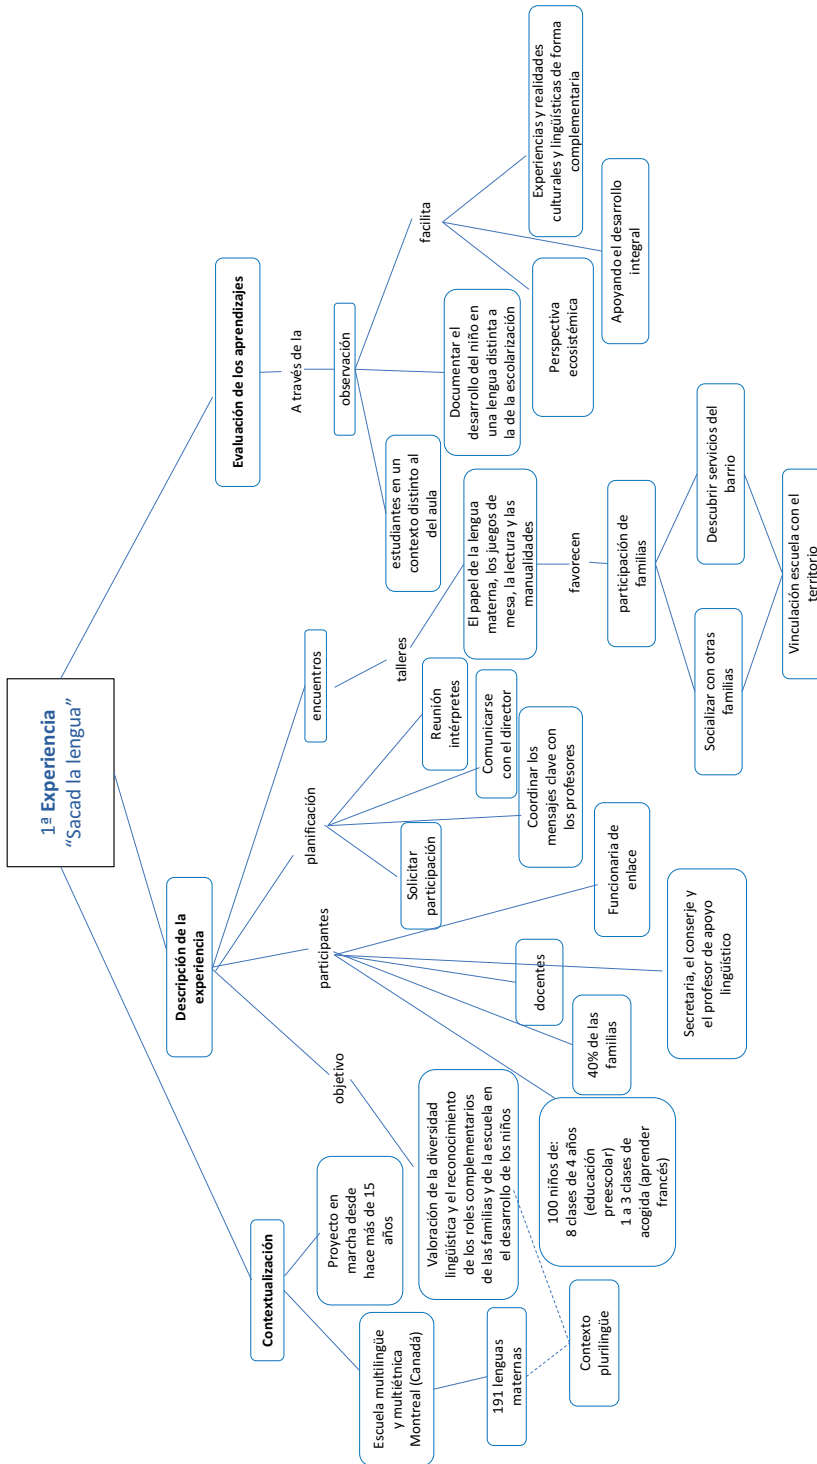 1ª Experiencia
“Sacad la lengua”
Contextualización
Proyecto en
marcha desde
hace más de 15
años
Escuela multilingüe
y multiétnica
Montreal (Canadá)
191 lenguas
maternas
Contexto
plurilingüe
Descripción de la
experiencia
objetivo
Valoración de la diversidad
lingüística y el reconocimiento
de los roles complementarios
de las familias y de la escuela en
el desarrollo de los niños
participantes
100 niños de:
8 clases de 4 años
(educación
preescolar)
1 a 3 clases de
acogida (aprender
francés)
40% de las
familias
docentes
Secretaria, el conserje y
el profesor de apoyo
lingüístico
Funcionaria de
enlace
planificación
Solicitar
participación
Coordinar los
mensajes clave con
los profesores
Comunicarse
con el director
Reunión
intérpretes
encuentros
talleres
El papel de la lengua
materna, los juegos de
mesa, la lectura y las
manualidades
favorecen
participación de
familias
Socializar con otras
familias
Descubrir servicios del
barrio
Vinculación escuela con el
territorio
Evaluación de los aprendizajes
A través de la
observación
estudiantes en un
contexto distinto al
del aula
Documentar el
desarrollo del niño en
una lengua distinta a
la de la escolarización
facilita
Perspectiva
ecosistémica
Apoyando el desarrollo
integral
Experiencias y realidades
culturales y lingüísticas de forma
complementaria